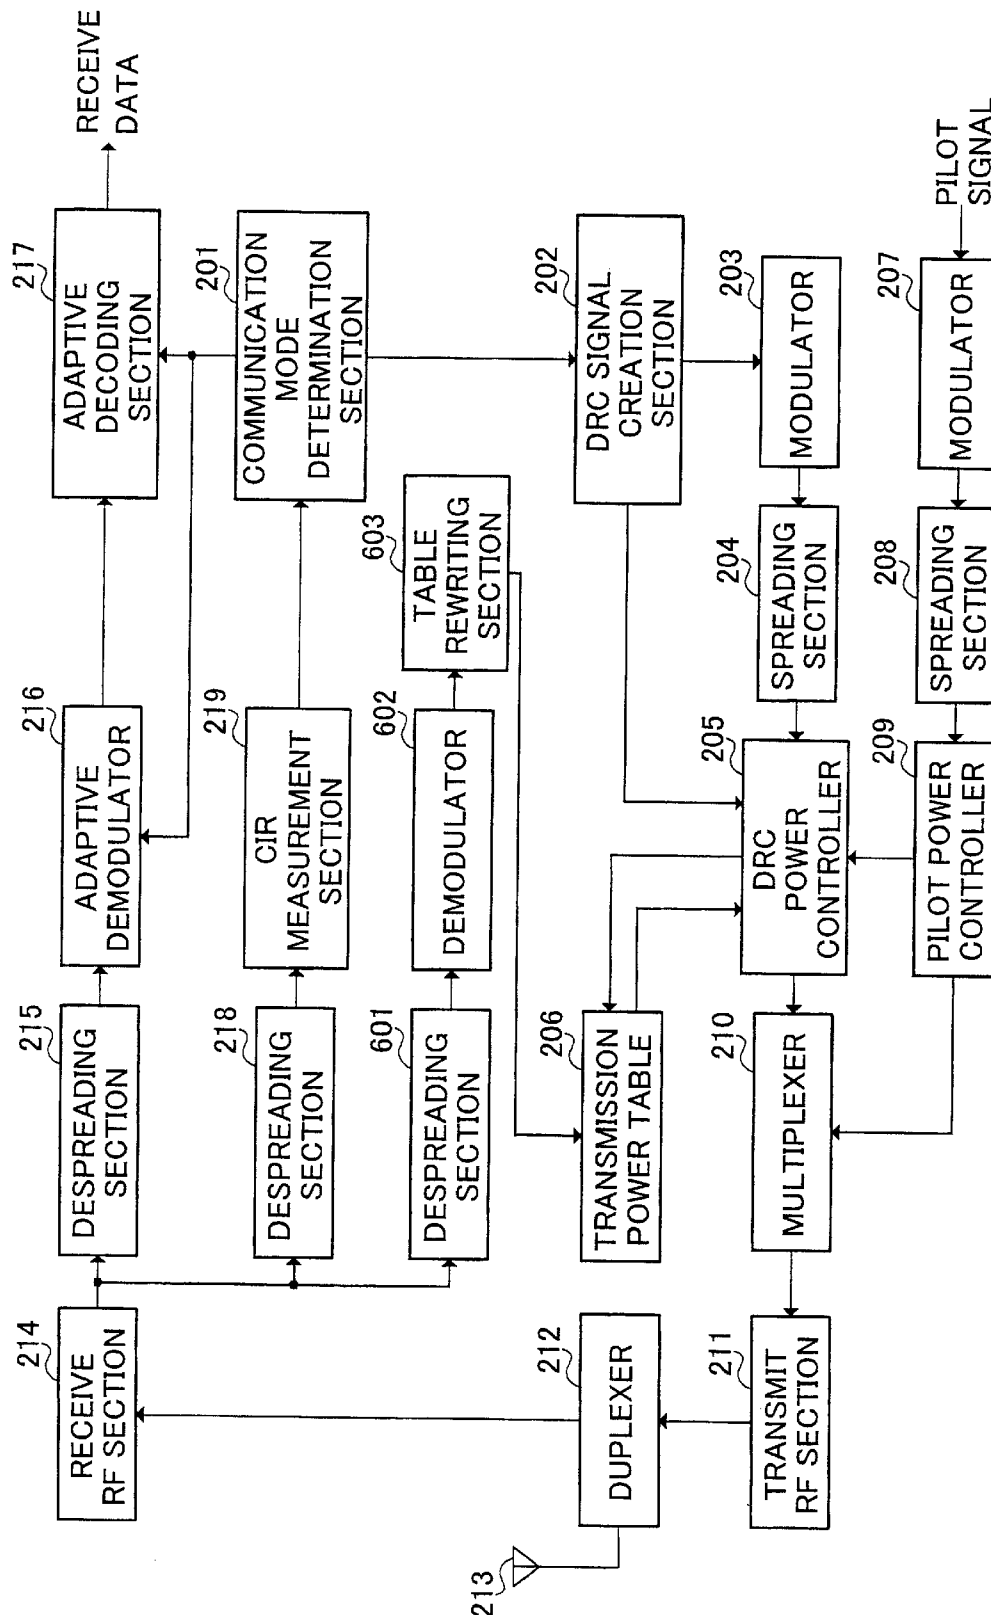 214
RECEIVE
RF SECTION
215
DESPREADING
SECTION
216
ADAPTIVE
DEMODULATOR
217
ADAPTIVE
DECODING
SECTION
RECEIVE
DATA
218
DESPREADING
SECTION
219
CIR
MEASUREMENT
SECTION
201
COMMUNICATION
MODE
DETERMINATION
SECTION
601
DESPREADING
SECTION
602
DEMODULATOR
603
TABLE
REWRITING
SECTION
213
212
DUPLEXER
206
TRANSMISSION
POWER TABLE
202
DRC SIGNAL
CREATION
SECTION
211
TRANSMIT
RF SECTION
210
MULTIPLEXER
205
DRC
POWER
CONTROLLER
204
SPREADING
SECTION
203
MODULATOR
209
PILOT POWER
CONTROLLER
208
SPREADING
SECTION
207
MODULATOR
PILOT
SIGNAL